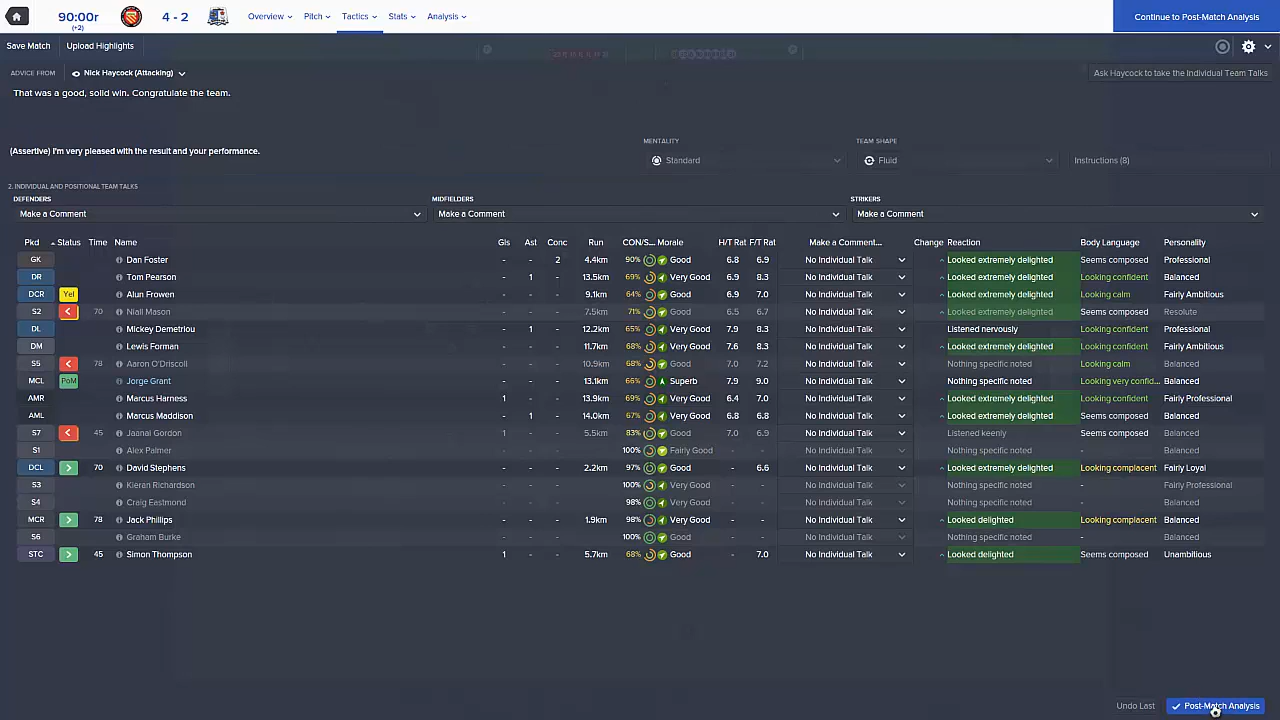 90:00r 4 - 2 Overview Pitch Tactics Stats Analysis Continue to Post-Match Analysis
(+2)
Save Match Upload Highlights
ADVICE FROM Nick Haycock (Attacking) Ask Haycock to take the Individual Team Talks
That was a good, solid win. Congratulate the team.
MENTALITY TEAM SHAPE
(Assertive) I'm very pleased with the result and your performance.
Standard Fluid Instructions (8)
2. INDIVIDUAL AND POSITIONAL TEAM TALKS
DEFENDERS MIDFIELDERS STRIKERS
Make a Comment Make a Comment Make a Comment
Pkd Status Time Name Gls Ast Conc Run CON/S... Morale H/T Rat F/T Rat Make a Comment... Change Reaction Body Language Personality
GK Dan Foster - - 2 4.4km 90% Good 6.8 6.9 No Individual Talk Looked extremely delighted Seems composed Professional
DR Tom Pearson - 1 - 13.5km 69% Very Good 6.9 8.3 No Individual Talk Looked extremely delighted Looking confident Balanced
DCR Yel Alun Frowen - - - 9.1km 64% Good 6.9 7.0 No Individual Talk Looked extremely delighted Looking calm Fairly Ambitious
S2 70 Niall Mason - - - 7.5km 71% Good 6.5 6.7 No Individual Talk Looked extremely delighted Seems composed Resolute
DL Mickey Demetriou - 1 - 12.2km 65% Very Good 7.9 8.3 No Individual Talk Listened nervously Looking confident Professional
DM Lewis Forman - - - 11.7km 68% Very Good 7.6 8.3 No Individual Talk Looked extremely delighted Looking confident Fairly Ambitious
S5 78 Aaron O'Driscoll - - - 10.9km 68% Good 7.0 7.2 No Individual Talk Nothing specific noted Looking calm Balanced
MCL PoM Jorge Grant - - - 13.1km 66% Superb 7.9 9.0 No Individual Talk Nothing specific noted Looking very confid... Balanced
AMR Marcus Harness 1 - - 13.9km 69% Very Good 6.4 7.0 No Individual Talk Looked extremely delighted Looking confident Fairly Professional
AML Marcus Maddison - 1 - 14.0km 67% Very Good 6.8 6.8 No Individual Talk Looked extremely delighted Seems composed Balanced
S7 45 Jaanai Gordon 1 - - 5.5km 83% Good 7.0 6.9 No Individual Talk Listened keenly Seems composed Balanced
S1 Alex Palmer - - - 100% Fairly Good - - No Individual Talk Nothing specific noted - Balanced
DCL 70 David Stephens - - - 2.2km 97% Good - 6.6 No Individual Talk Looked extremely delighted Looking complacent Fairly Loyal
S3 Kieran Richardson - - - 100% Very Good - - No Individual Talk Nothing specific noted - Fairly Professional
S4 Craig Eastmond - - - 98% Very Good - - No Individual Talk Nothing specific noted - Balanced
MCR 78 Jack Phillips - - - 1.9km 98% Very Good - - No Individual Talk Looked delighted Looking complacent Balanced
S6 Graham Burke - - - 100% Good - - No Individual Talk Nothing specific noted - Balanced
STC 45 Simon Thompson 1 - - 5.7km 68% Good - 7.0 No Individual Talk Looked delighted Seems composed Unambitious
Undo Last Post-Match Analysis